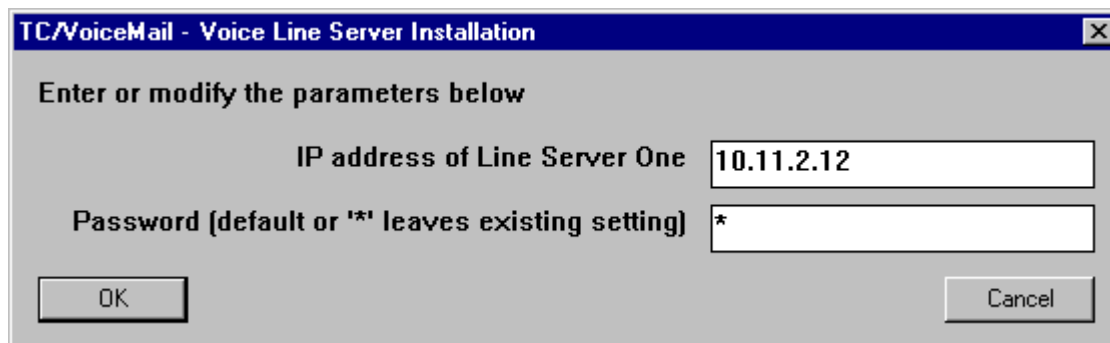 TC/VoiceMail - Voice Line Server Installation
Enter or modify the parameters below
IP address of Line Server One 10.11.2.12
Password (default or '*' leaves existing setting) *
OK Cancel